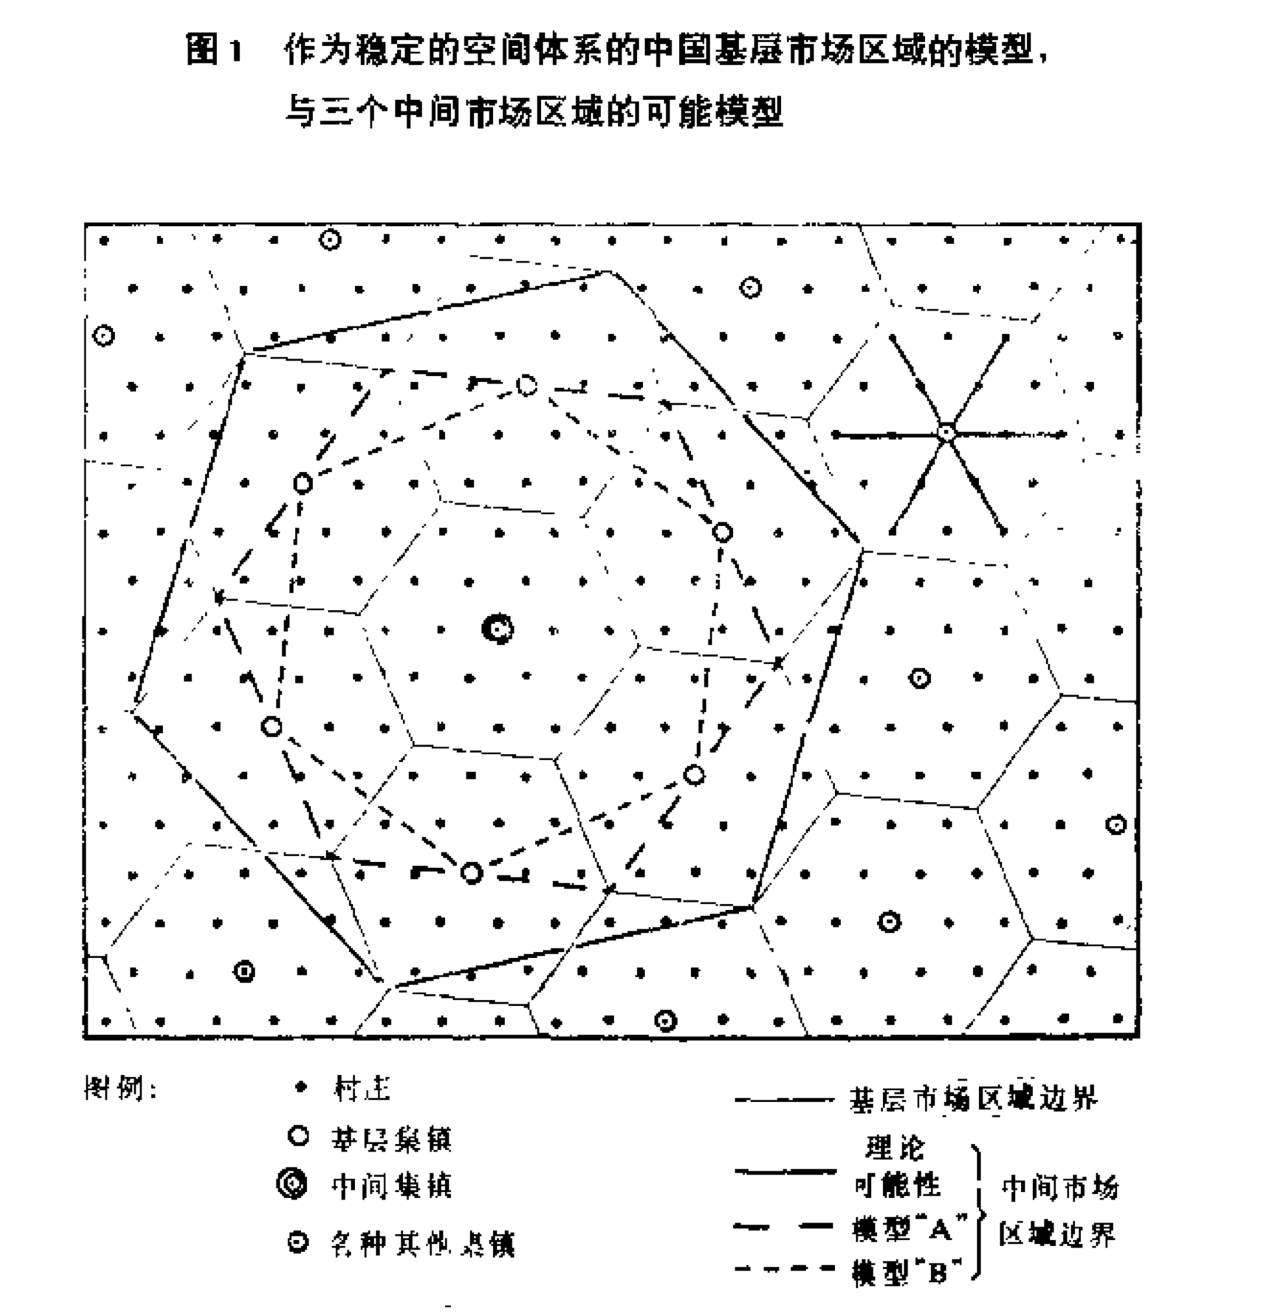 图1 作为稳定的空间体系的中国基层市场区域的模型,
与三个中间市场区域的可能模型
图例:
村庄
基层集镇
中间集镇
各种其他集镇
基层市场区域边界
理论
可能性
模型“A”
模型“B”
中间市场
区域边界